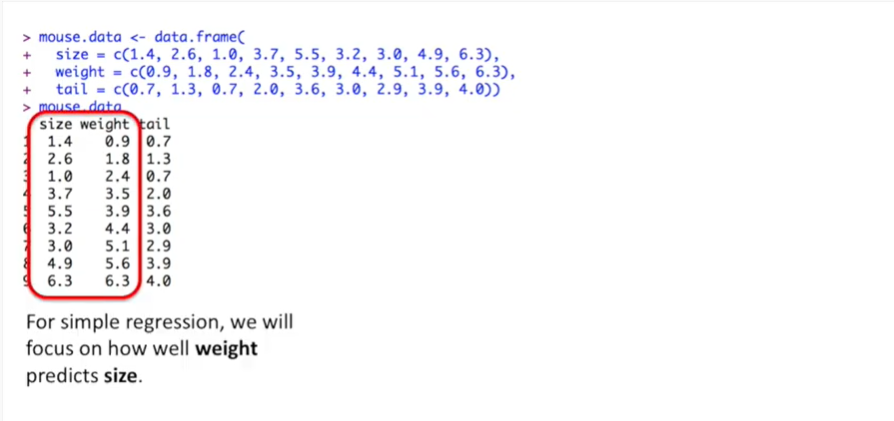 > mouse.data <- data.frame(
+   size = c(1.4, 2.6, 1.0, 3.7, 5.5, 3.2, 3.0, 4.9, 6.3),
+   weight = c(0.9, 1.8, 2.4, 3.5, 3.9, 4.4, 5.1, 5.6, 6.3),
+   tail = c(0.7, 1.3, 0.7, 2.0, 3.6, 3.0, 2.9, 3.9, 4.0))
> mouse.data
size weight tail
1 1.4 0.9 0.7
2 2.6 1.8 1.3
3 1.0 2.4 0.7
4 3.7 3.5 2.0
5 5.5 3.9 3.6
6 3.2 4.4 3.0
7 3.0 5.1 2.9
8 4.9 5.6 3.9
9 6.3 6.3 4.0
For simple regression, we will
focus on how well weight
predicts size.